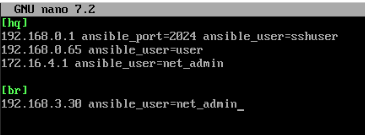 GNU nano 7.2
[hq]
192.168.0.1 ansible_port=2024 ansible_user=sshuser
192.168.0.65 ansible_user=user
172.16.4.1 ansible_user=net_admin
[br]
192.168.3.30 ansible_user=net_admin